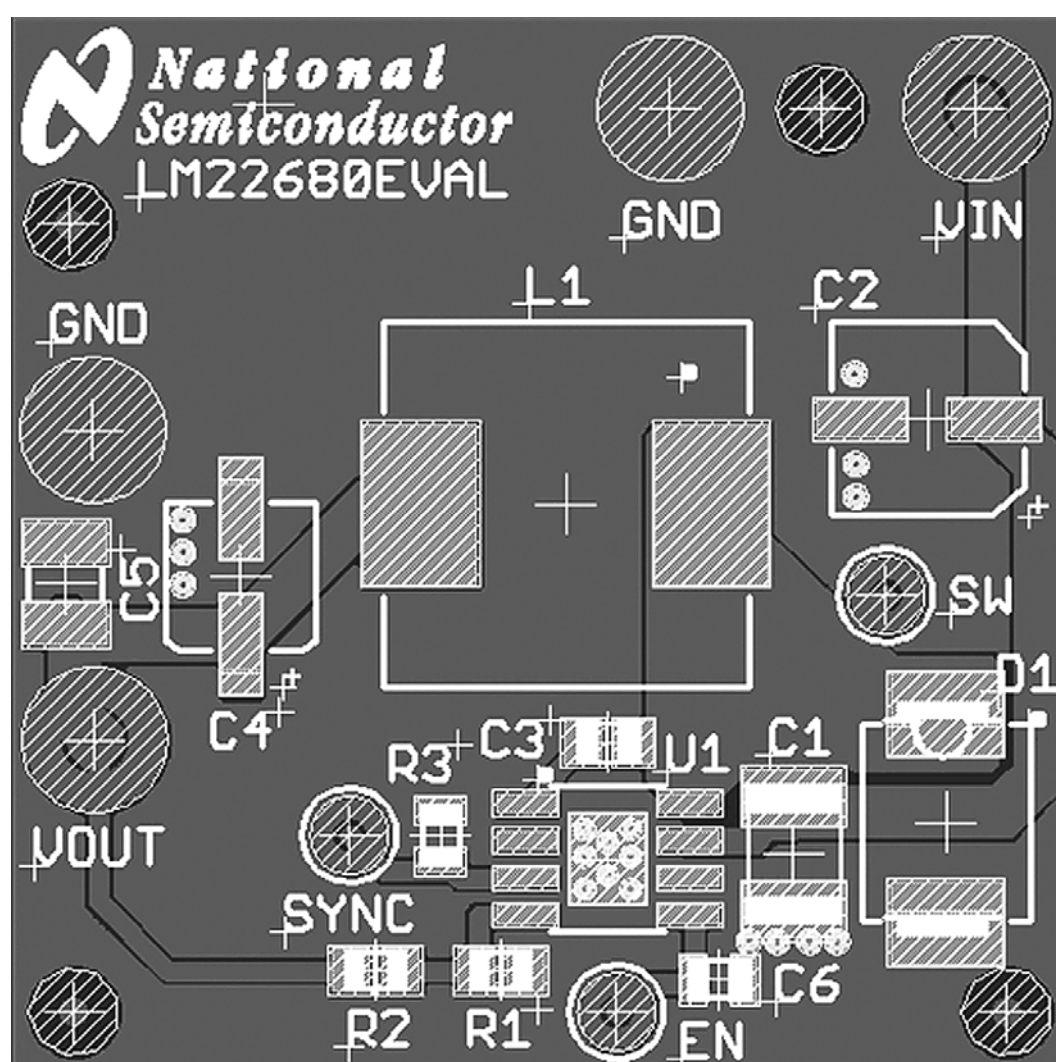 National
Semiconductor
LM22680EVAL
GND
VIN
L1
C2
GND
C5
SW
D1
C4
C3
U1
C1
R3
VOUT
SYNC
C6
R2
R1
EN